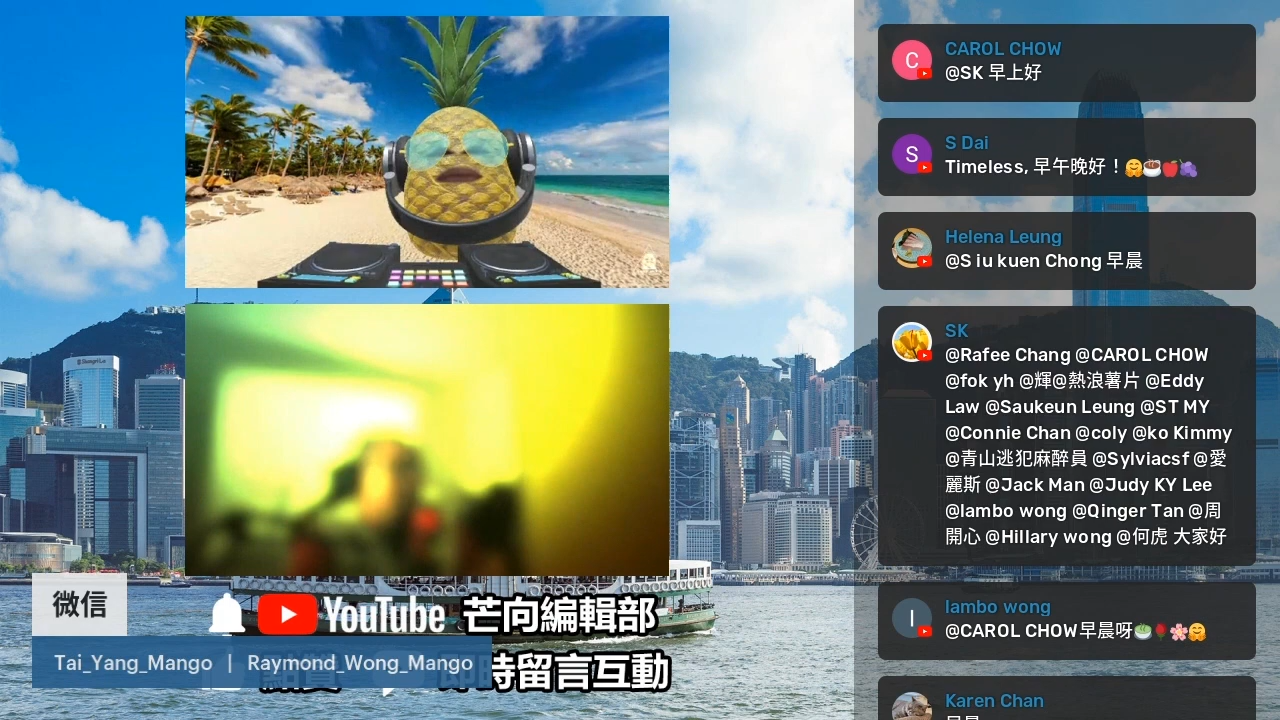 CAROL CHOW
@SK 早上好
S Dai
Timeless, 早午晚好！🤗☕🍎🍇
Helena Leung
@S iu kuen Chong 早晨
SK
@Rafee Chang @CAROL CHOW
@fok yh @輝@熱浪薯片 @Eddy
Law @Saukeun Leung @ST MY
@Connie Chan @coly @ko Kimmy
@青山逃犯麻醉員 @Sylviacsf @愛
麗斯 @Jack Man @Judy KY Lee
@lambo wong @Qinger Tan @周
開心 @Hillary wong @何虎 大家好
lambo wong
@CAROL CHOW早晨呀🍵🌹🌸🤗
Karen Chan
微信
Tai_Yang_Mango | Raymond_Wong_Mango
YouTube 芒向編輯部
即時留言互動